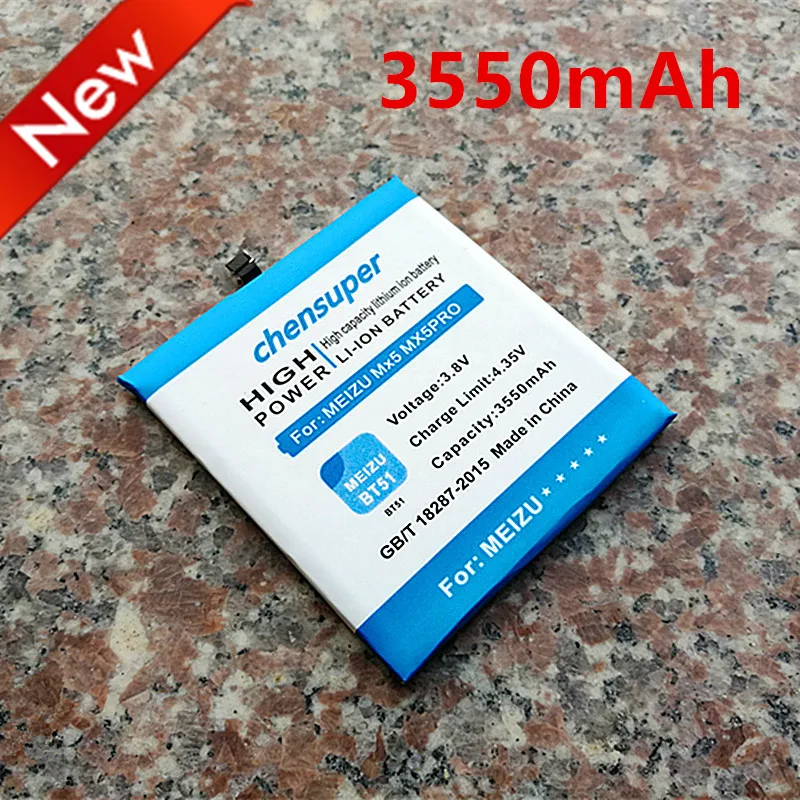 New
3550mAh
chensuper
HIGH POWER
High capacity lithium ion battery
LI-ION BATTERY
For: MEIZU Mx5 MX5PRO
MEIZU
BT51
BT51
Voltage:3.8V
Charge Limit:4.35V
Capacity:3550mAh
GB/T 18287-2015 Made in China
For: MEIZU ★★★★★